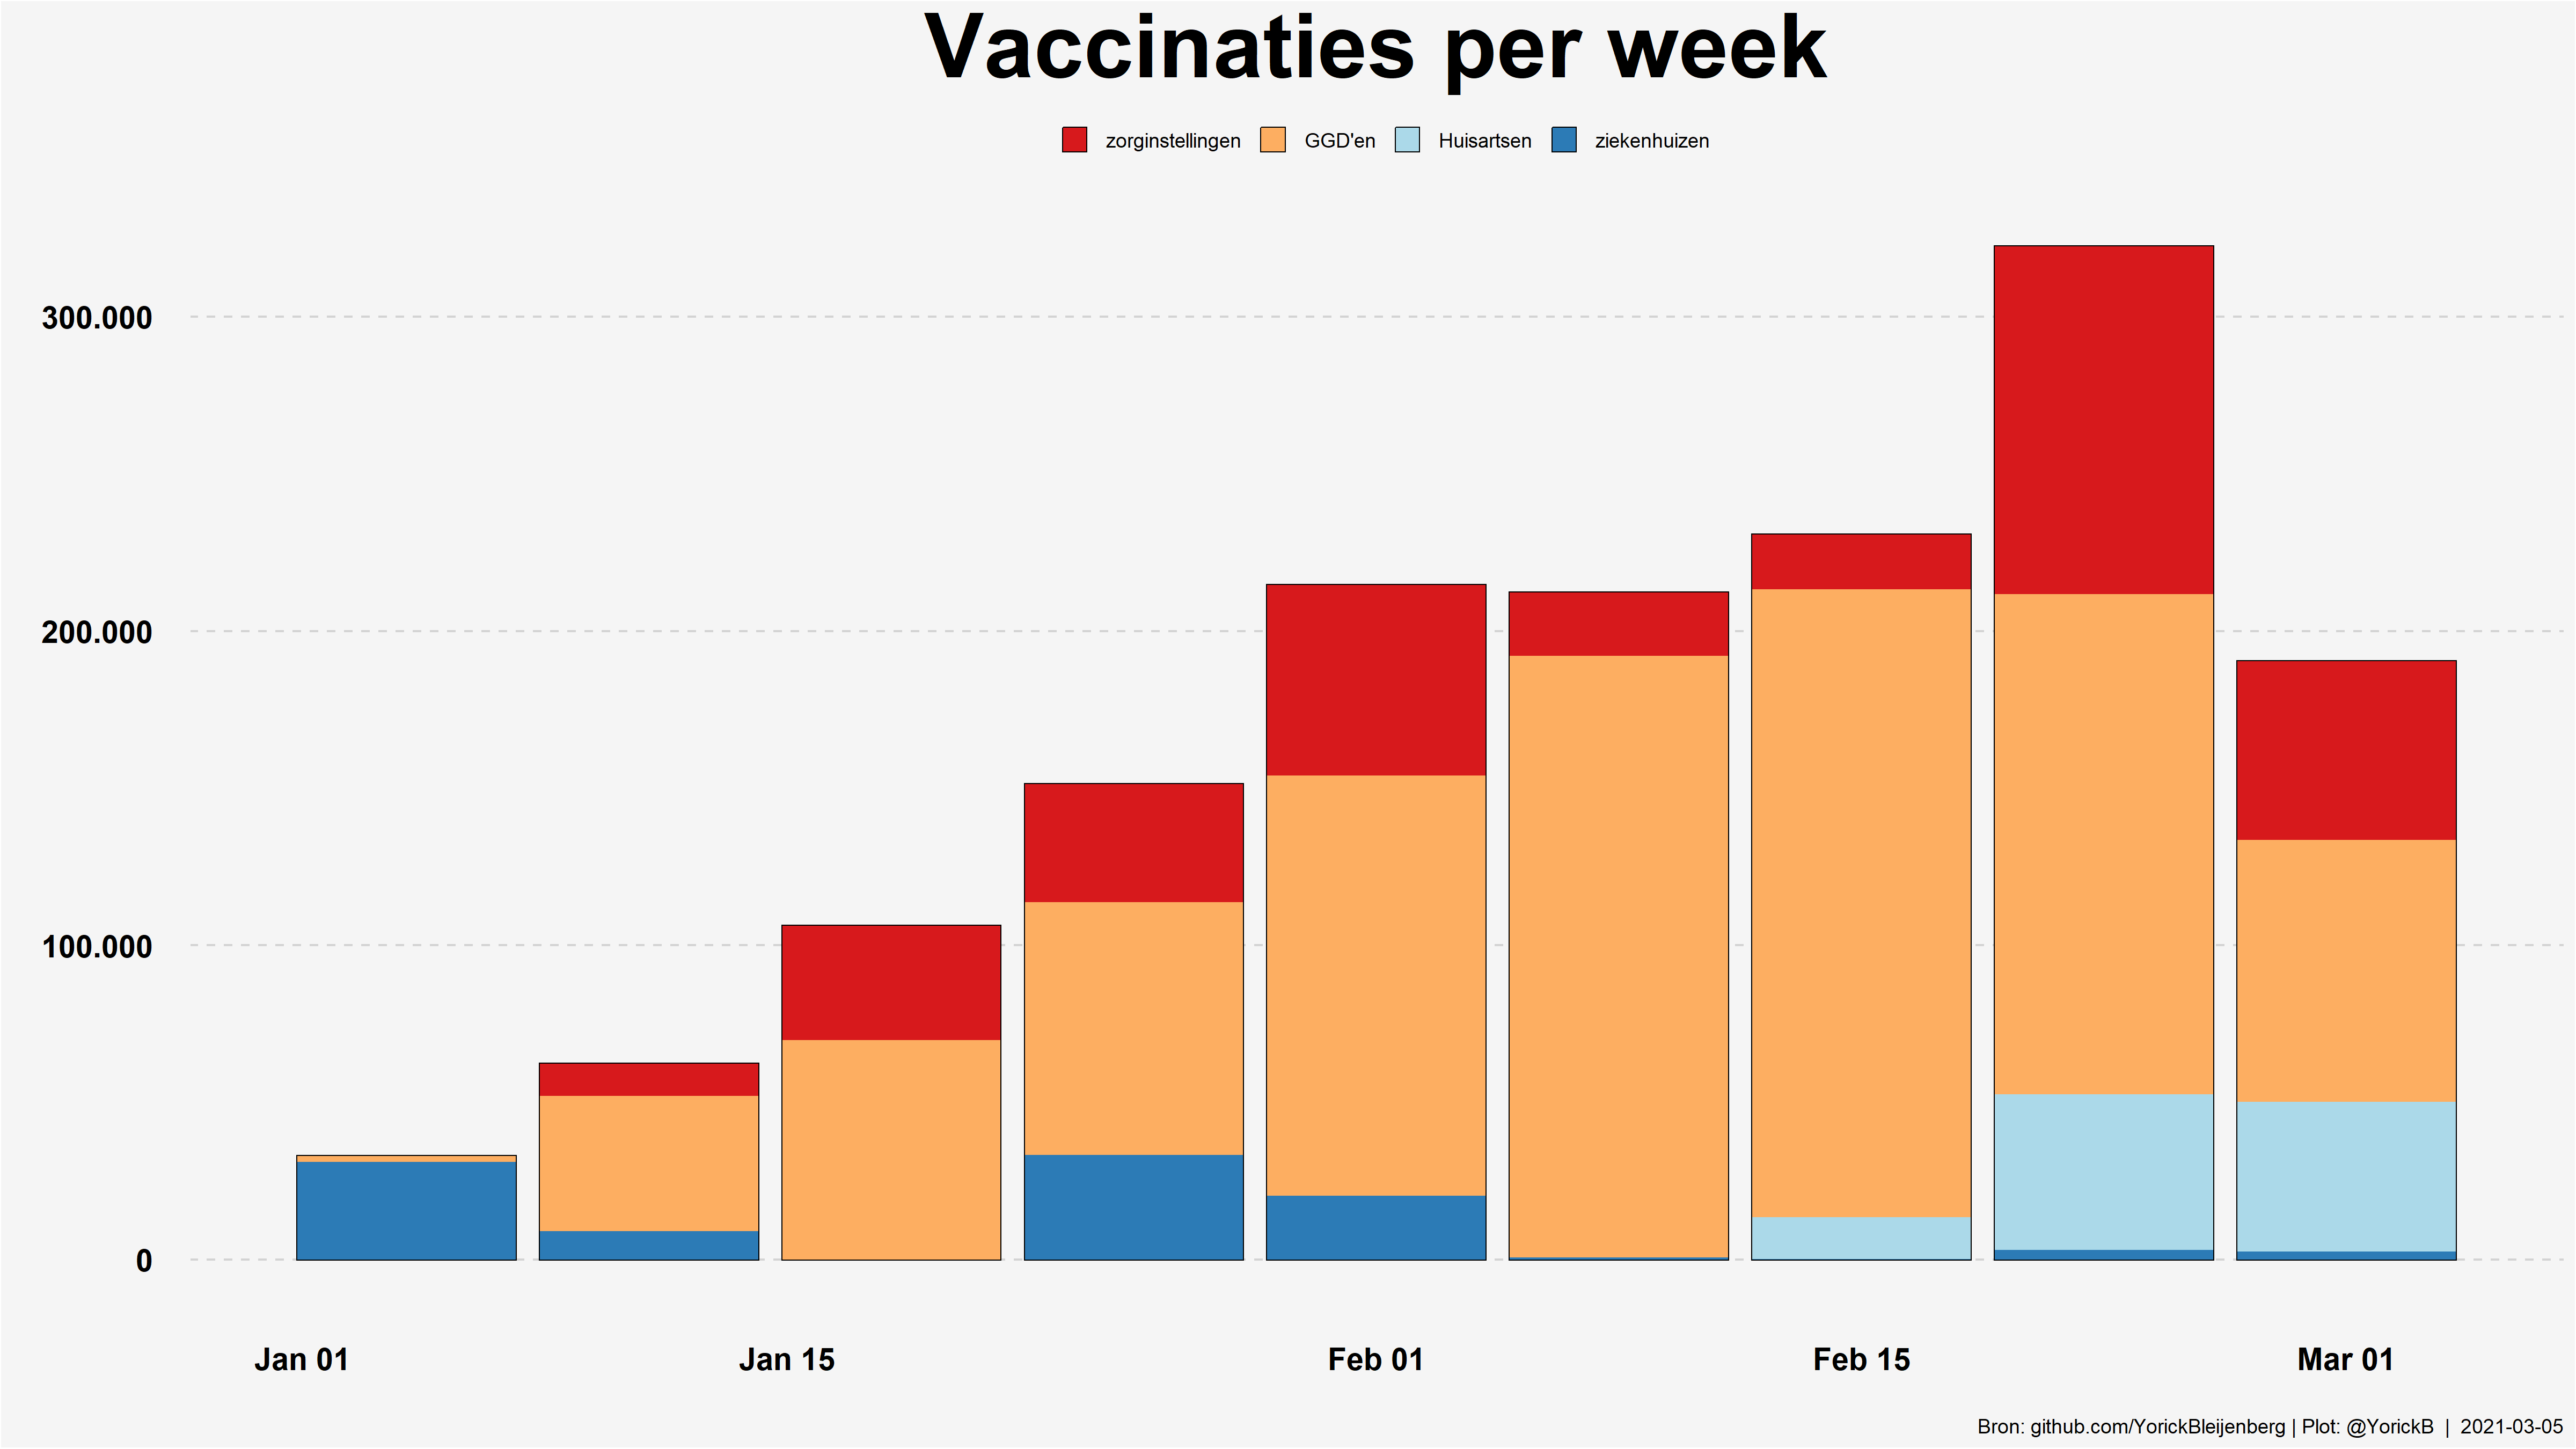 Vaccinaties per week
zorginstellingen GGD'en Huisartsen ziekenhuizen
300.000
200.000
100.000
0
Jan 01 Jan 15 Feb 01 Feb 15 Mar 01
Bron: github.com/YorickBleijenberg | Plot: @YorickB | 2021-03-05